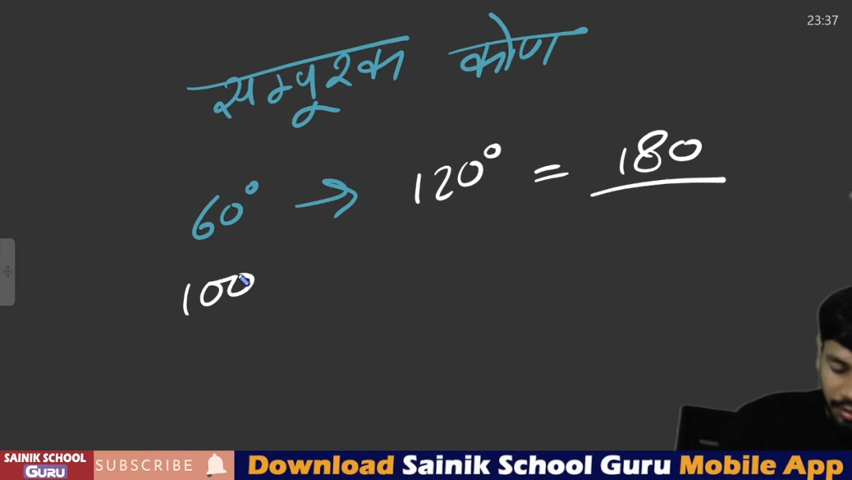 23:37
सम्पूरक कोण
60° → 120° = 180
100
SAINIK SCHOOL
GURU
SUBSCRIBE
Download Sainik School Guru Mobile App